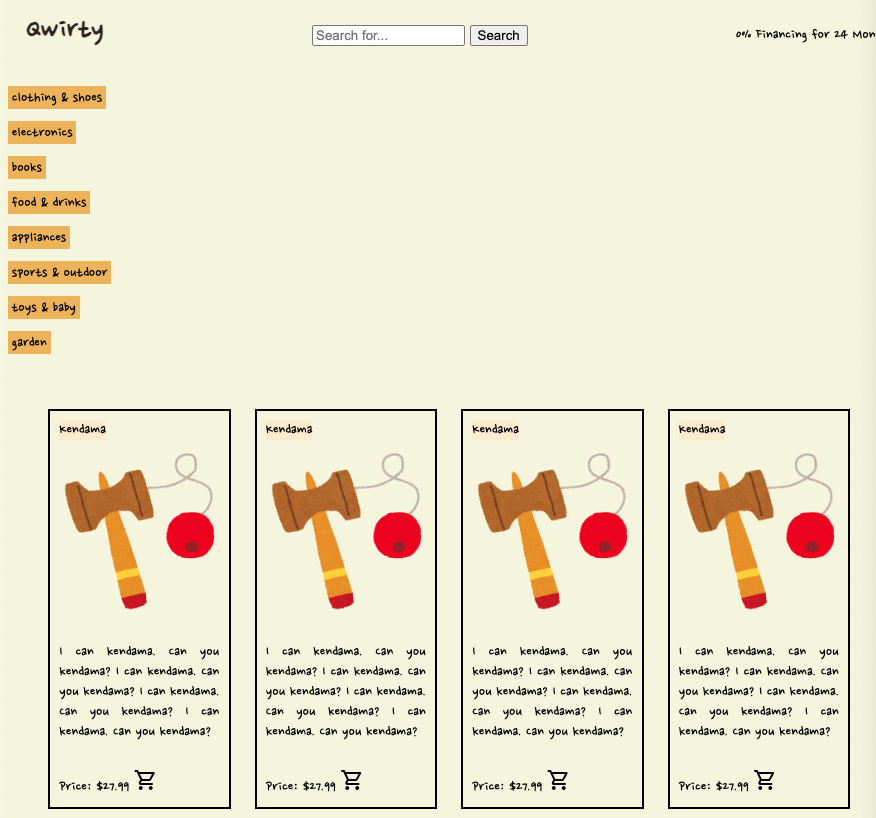 Qwirty
Search for...
Search
0% Financing for 24 Mon
clothing & shoes
electronics
books
food & drinks
appliances
sports & outdoor
toys & baby
garden
kendama
I can kendama. can you
kendama? I can kendama. can
you kendama? I can kendama.
can you kendama? I can
kendama. can you kendama?
Price: $27.99
kendama
I can kendama. can you
kendama? I can kendama. can
you kendama? I can kendama.
can you kendama? I can
kendama. can you kendama?
Price: $27.99
kendama
I can kendama. can you
kendama? I can kendama. can
you kendama? I can kendama.
can you kendama? I can
kendama. can you kendama?
Price: $27.99
kendama
I can kendama. can you
kendama? I can kendama. can
you kendama? I can kendama.
can you kendama? I can
kendama. can you kendama?
Price: $27.99